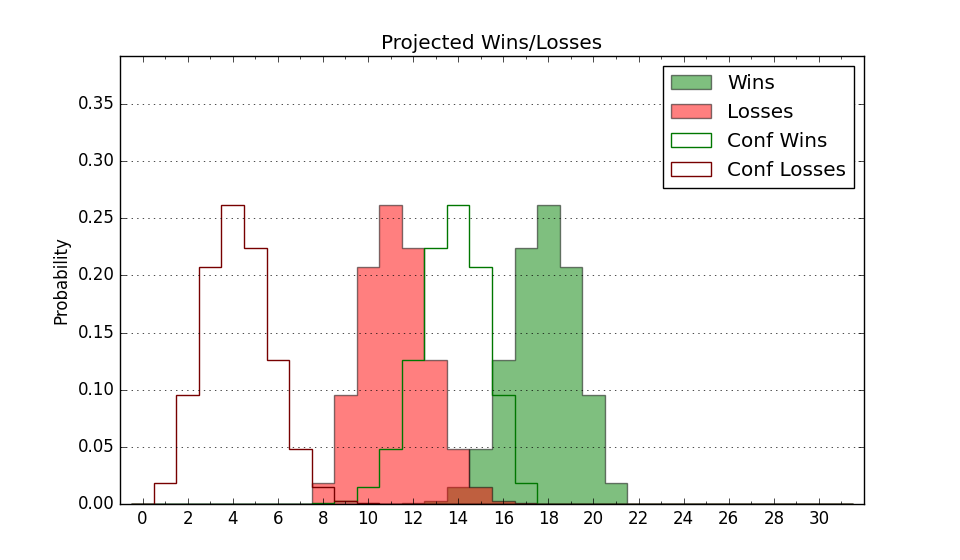 Projected Wins/Losses
Wins
Losses
Conf Wins
Conf Losses
Probability
0.35
0.30
0.25
0.20
0.15
0.10
0.05
0.00
0 2 4 6 8 10 12 14 16 18 20 22 24 26 28 30